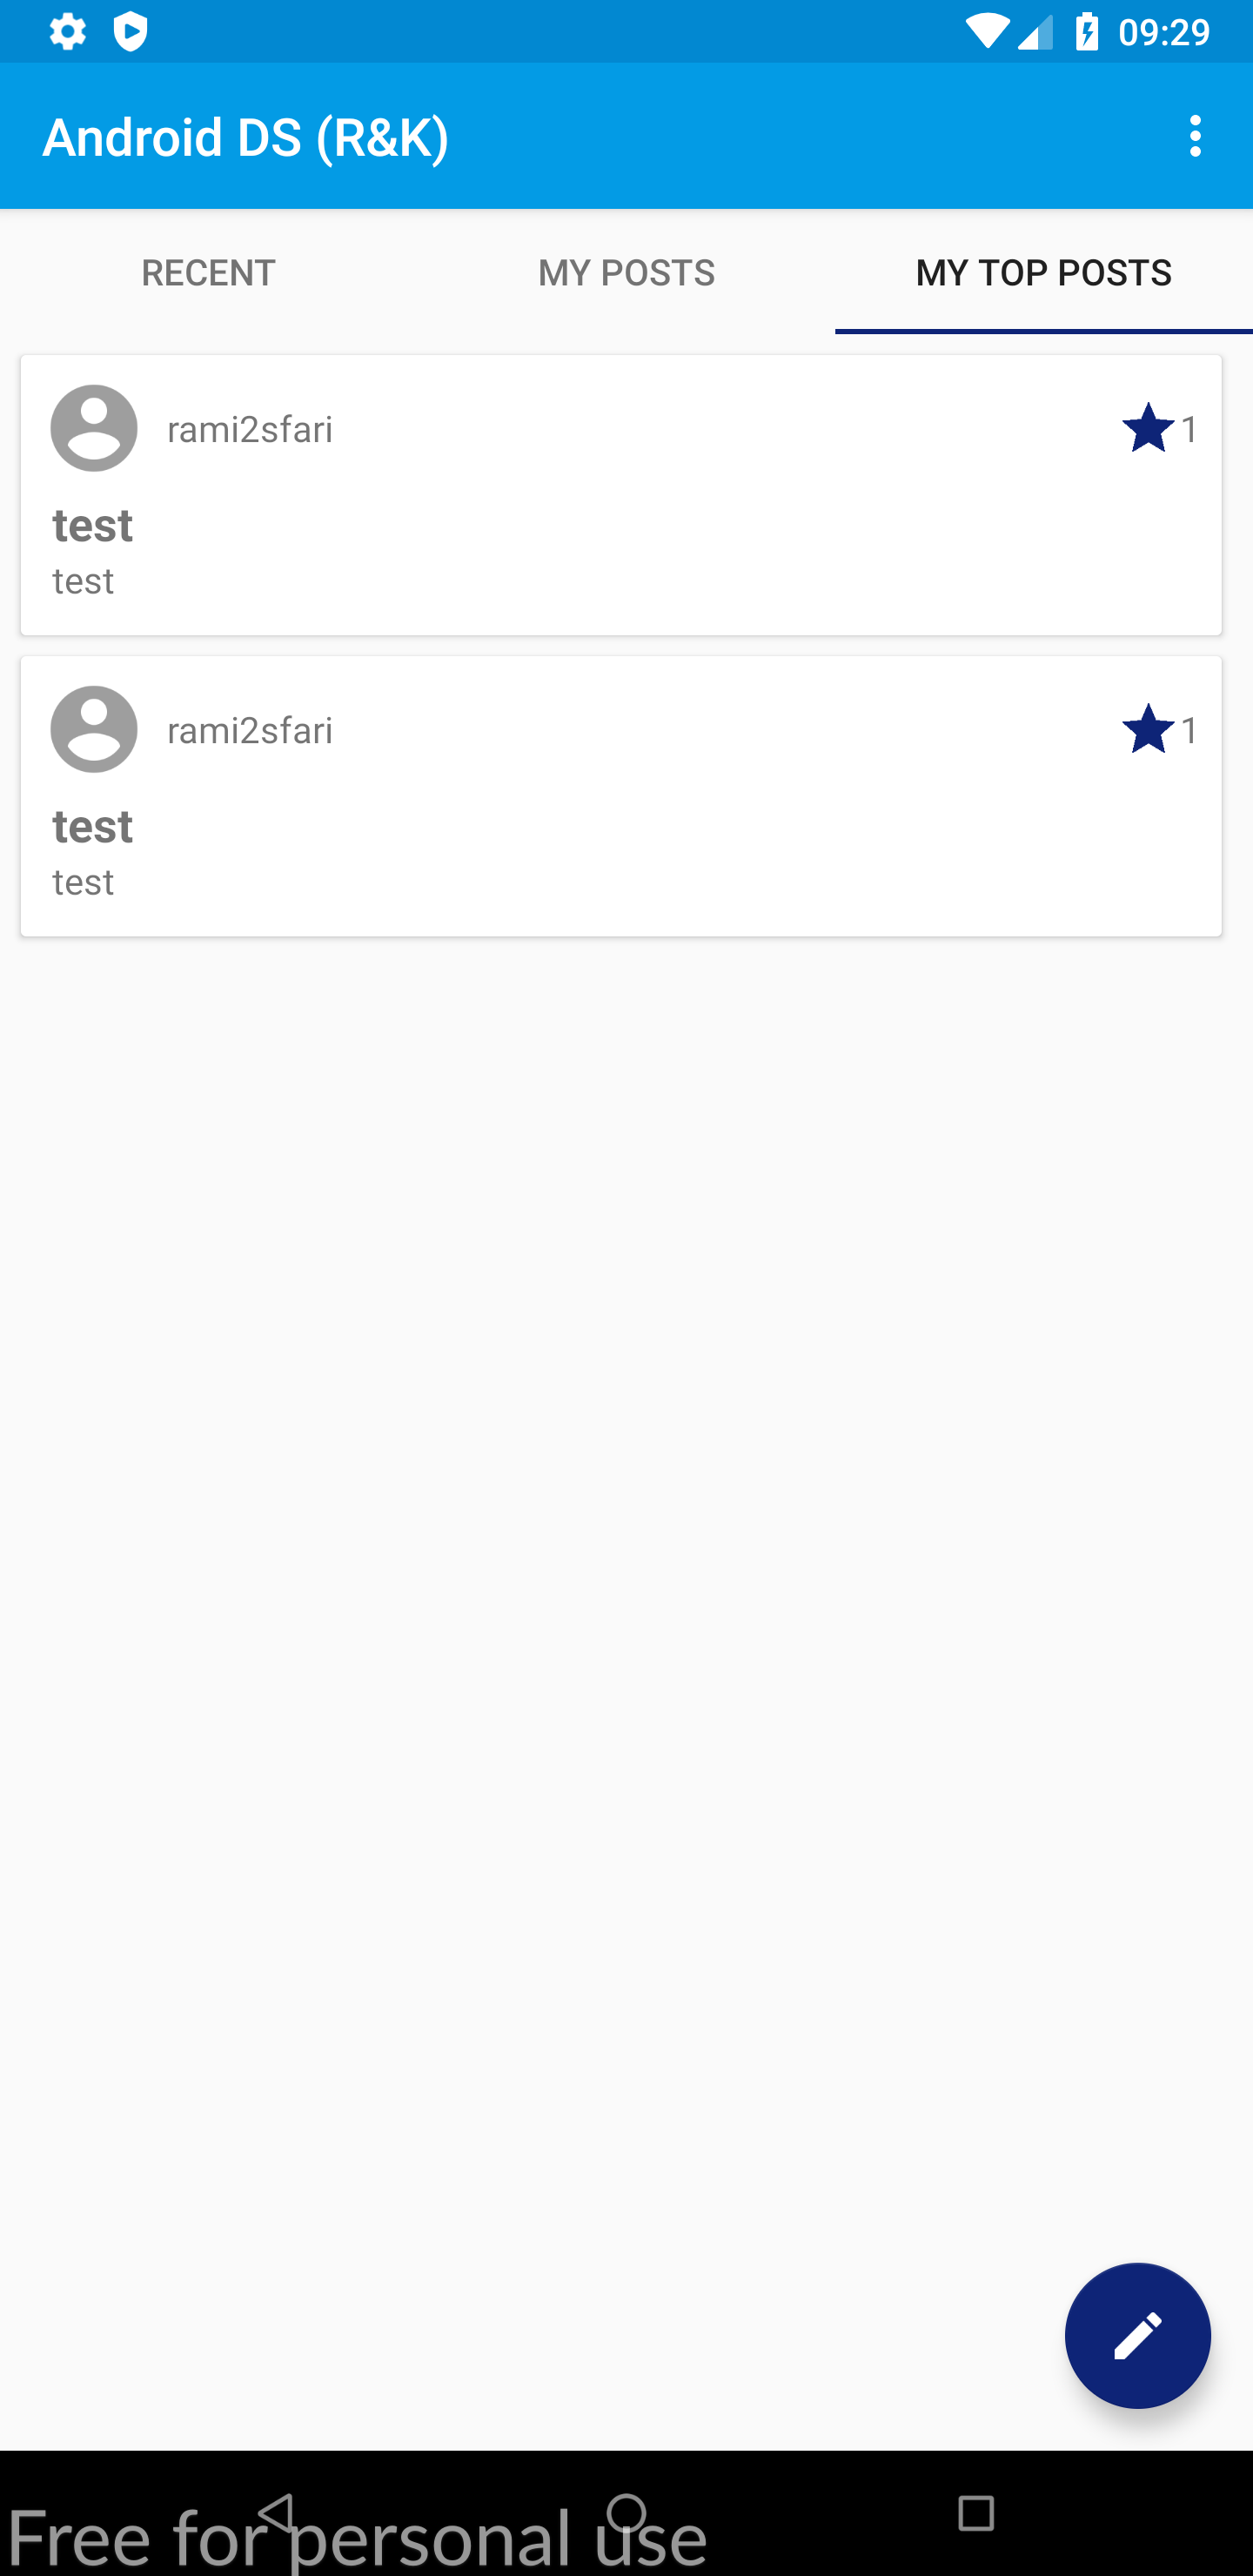 09:29
Android DS (R&K)
RECENT MY POSTS MY TOP POSTS
rami2sfari 1
test
test
rami2sfari 1
test
test
Free for personal use